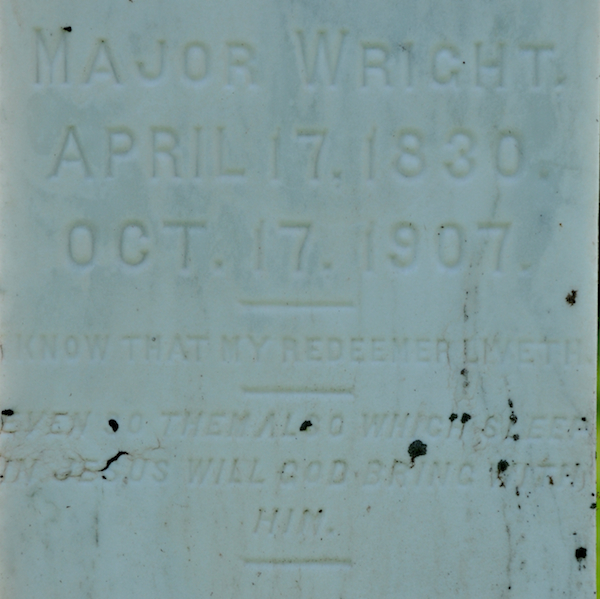 MAJOR WRIGHT.
APRIL 17. 1830.
OCT. 17. 1907.
I KNOW THAT MY REDEEMER LIVETH.
EVEN SO THEM ALSO WHICH SLEEP
IN JESUS WILL GOD BRING WITH
HIM.